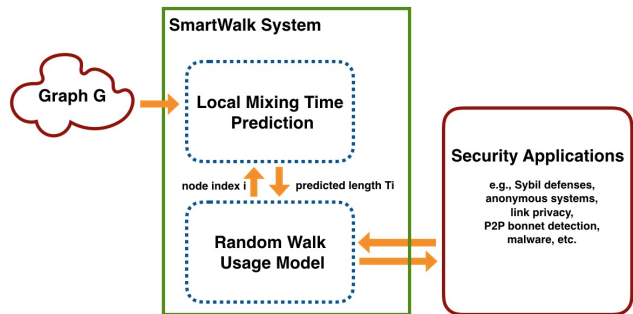 SmartWalk System
Graph G
Local Mixing Time
Prediction
node index i
predicted length Ti
Random Walk
Usage Model
Security Applications
e.g., Sybil defenses,
anonymous systems,
link privacy,
P2P bonnet detection,
malware, etc.